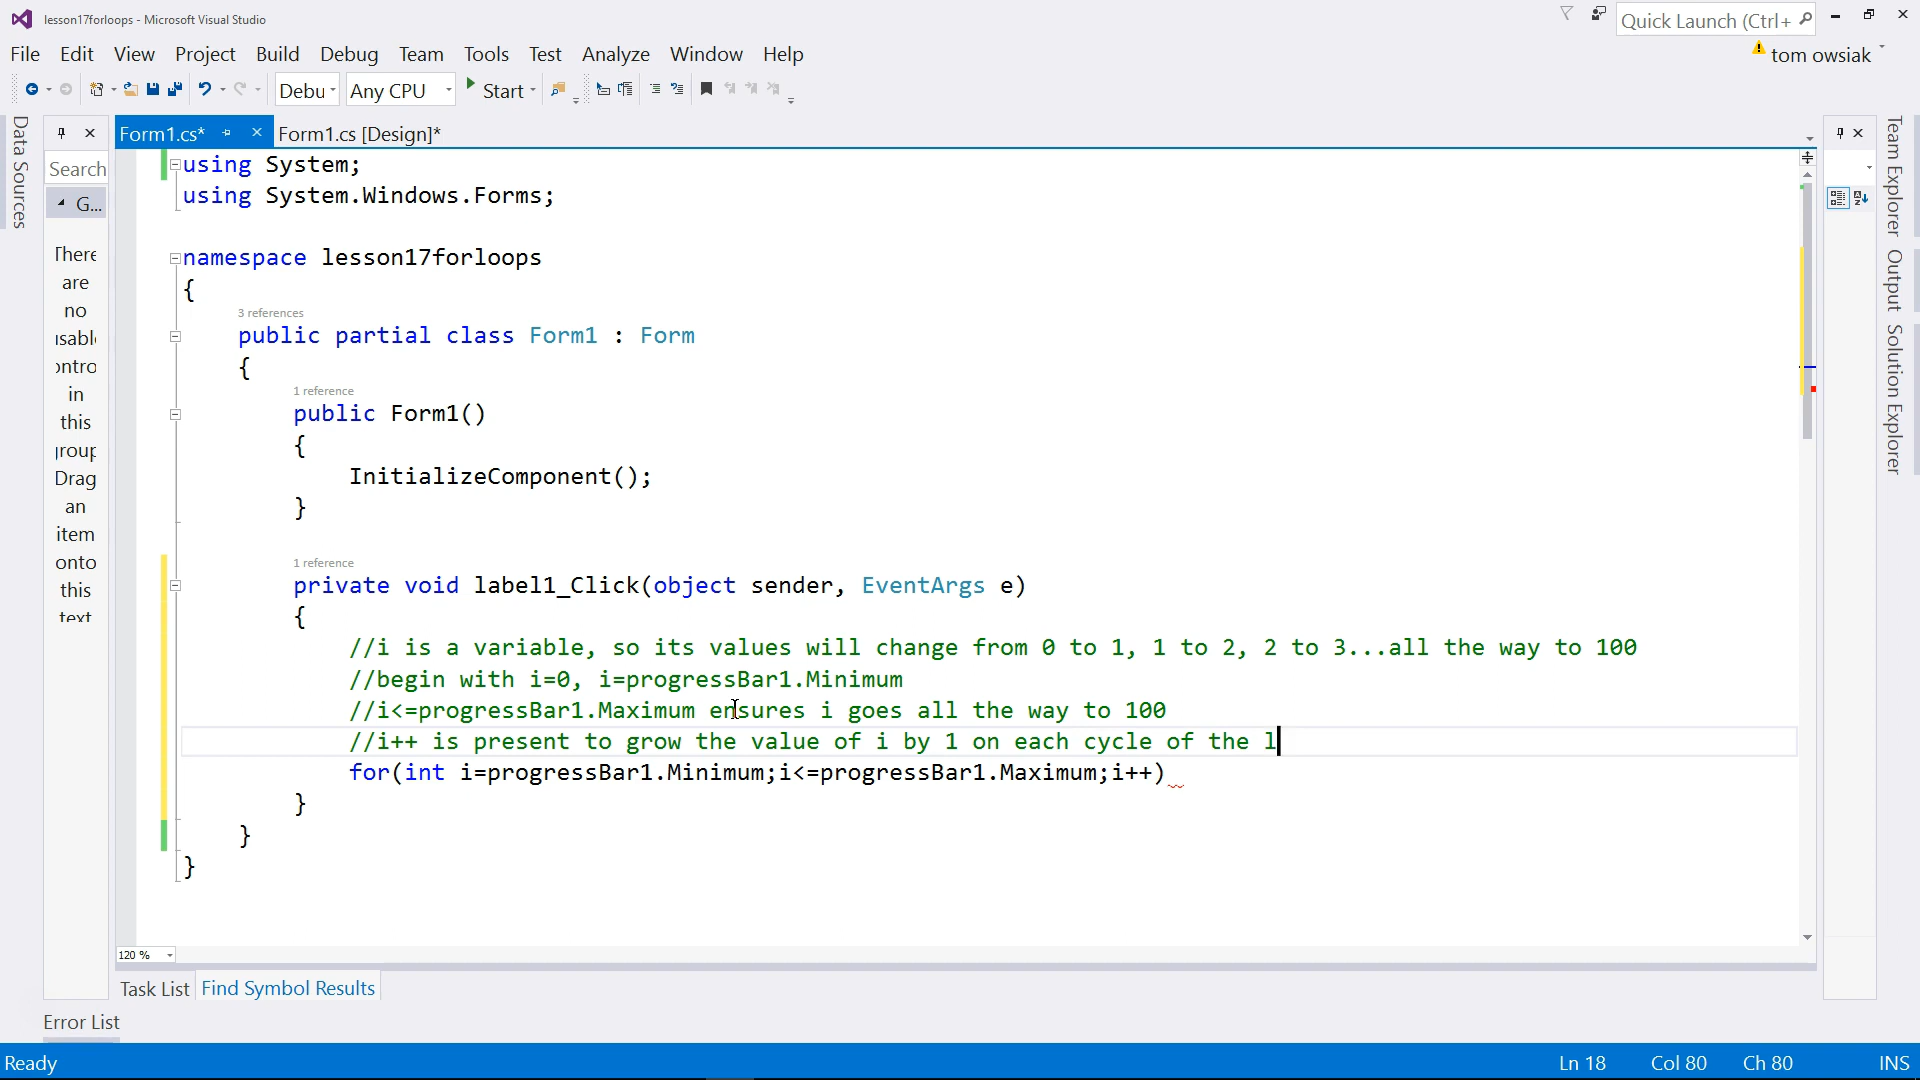 lesson17forloops - Microsoft Visual Studio
Quick Launch (Ctrl+
File Edit View Project Build Debug Team Tools Test Analyze Window Help
tom owsiak
Debu Any CPU Start
Data Sources
Form1.cs* Form1.cs [Design]*
Search
G...
There
are
no
in
this
Drag
an
item
onto
this
text
using System;
using System.Windows.Forms;
namespace lesson17forloops
{
3 references
public partial class Form1 : Form
{
1 reference
public Form1()
{
InitializeComponent();
}
1 reference
private void label1_Click(object sender, EventArgs e)
{
//i is a variable, so its values will change from 0 to 1, 1 to 2, 2 to 3...all the way to 100
//begin with i=0, i=progressBar1.Minimum
//i<=progressBar1.Maximum ensures i goes all the way to 100
//i++ is present to grow the value of i by 1 on each cycle of the l
for(int i=progressBar1.Minimum;i<=progressBar1.Maximum;i++)
}
}
}
Team Explorer
Output
Solution Explorer
120 %
Task List Find Symbol Results
Error List
Ready Ln 18 Col 80 Ch 80 INS